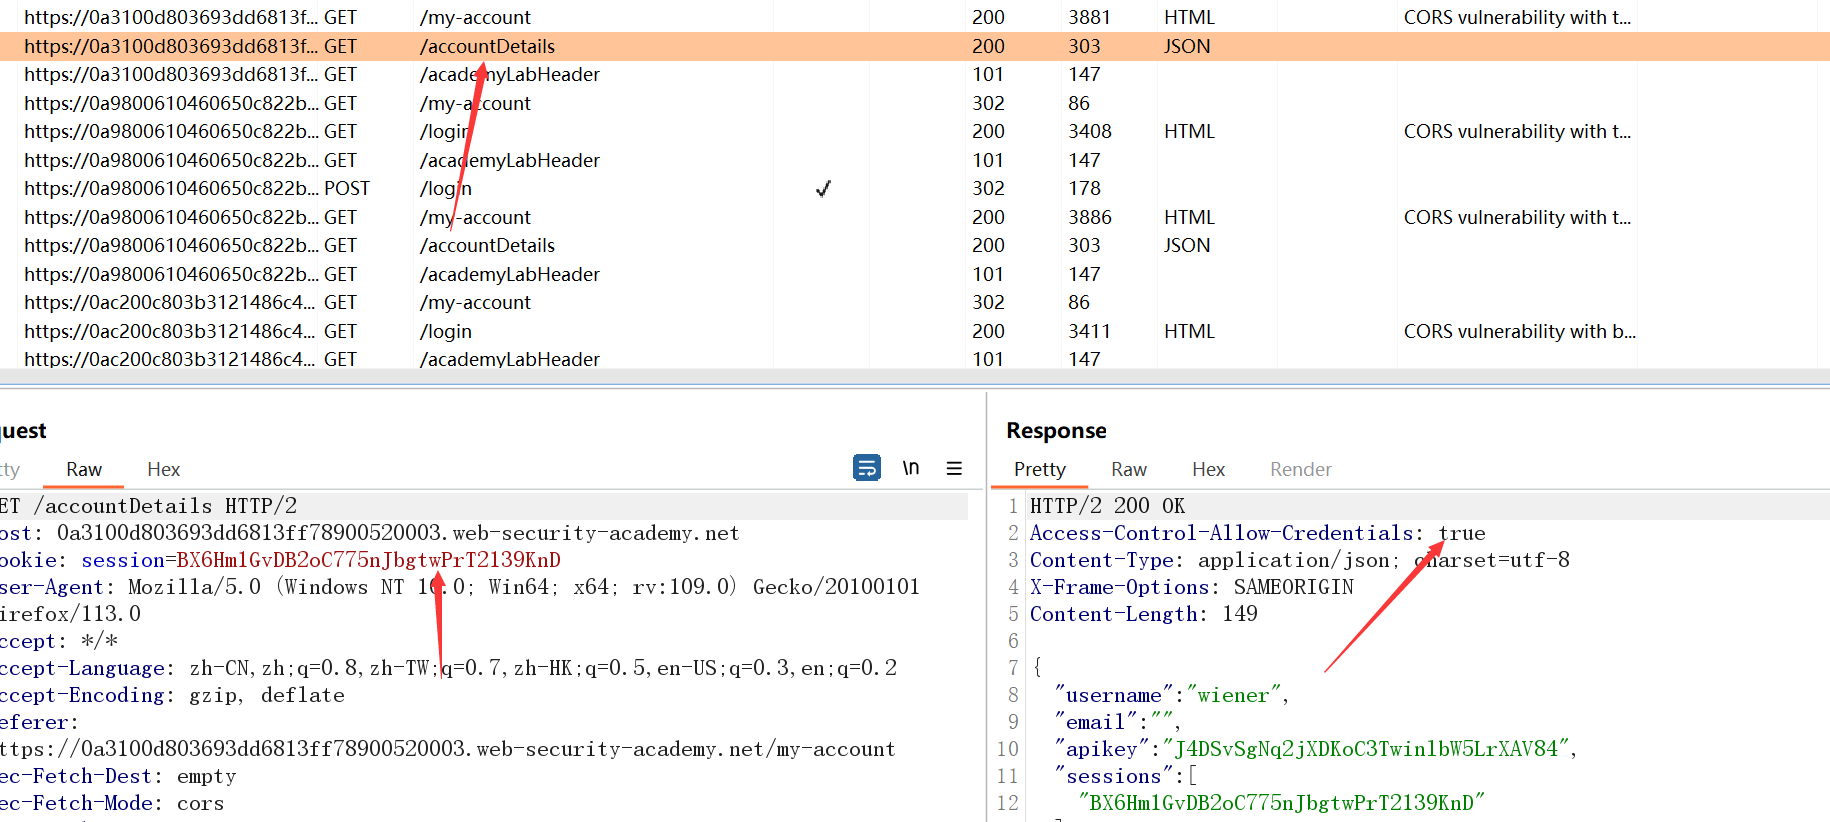 https://0a3100d803693dd6813f... GET /my-account 200 3881 HTML CORS vulnerability with t...
https://0a3100d803693dd6813f... GET /accountDetails 200 303 JSON
https://0a3100d803693dd6813f... GET /academyLabHeader 101 147
https://0a9800610460650c822b... GET /my-account 302 86
https://0a9800610460650c822b... GET /login 200 3408 HTML CORS vulnerability with t...
https://0a9800610460650c822b... GET /academyLabHeader 101 147
https://0a9800610460650c822b... POST /login ✓ 302 178
https://0a9800610460650c822b... GET /my-account 200 3886 HTML CORS vulnerability with t...
https://0a9800610460650c822b... GET /accountDetails 200 303 JSON
https://0a9800610460650c822b... GET /academyLabHeader 101 147
https://0ac200c803b3121486c4... GET /my-account 302 86
https://0ac200c803b3121486c4... GET /login 200 3411 HTML CORS vulnerability with b...
https://0ac200c803b3121486c4... GET /academyLabHeader 101 147
quest
ty Raw Hex \n
ET /accountDetails HTTP/2
ost: 0a3100d803693dd6813ff78900520003.web-security-academy.net
ookie: session=BX6Hm1GvDB2oC775nJbgtwPrT2139KnD
ser-Agent: Mozilla/5.0 (Windows NT 10.0; Win64; x64; rv:109.0) Gecko/20100101
irefox/113.0
ccept: */*
ccept-Language: zh-CN,zh;q=0.8,zh-TW;q=0.7,zh-HK;q=0.5,en-US;q=0.3,en;q=0.2
ccept-Encoding: gzip, deflate
eferer:
ttps://0a3100d803693dd6813ff78900520003.web-security-academy.net/my-account
ec-Fetch-Dest: empty
ec-Fetch-Mode: cors
Response
Pretty Raw Hex Render
1 HTTP/2 200 OK
2 Access-Control-Allow-Credentials: true
3 Content-Type: application/json; charset=utf-8
4 X-Frame-Options: SAMEORIGIN
5 Content-Length: 149
6
7 {
8 "username":"wiener",
9 "email":"",
10 "apikey":"J4DSvSgNq2jXDKoC3Twin1bW5LrXAV84",
11 "sessions":[
12 "BX6Hm1GvDB2oC775nJbgtwPrT2139KnD"